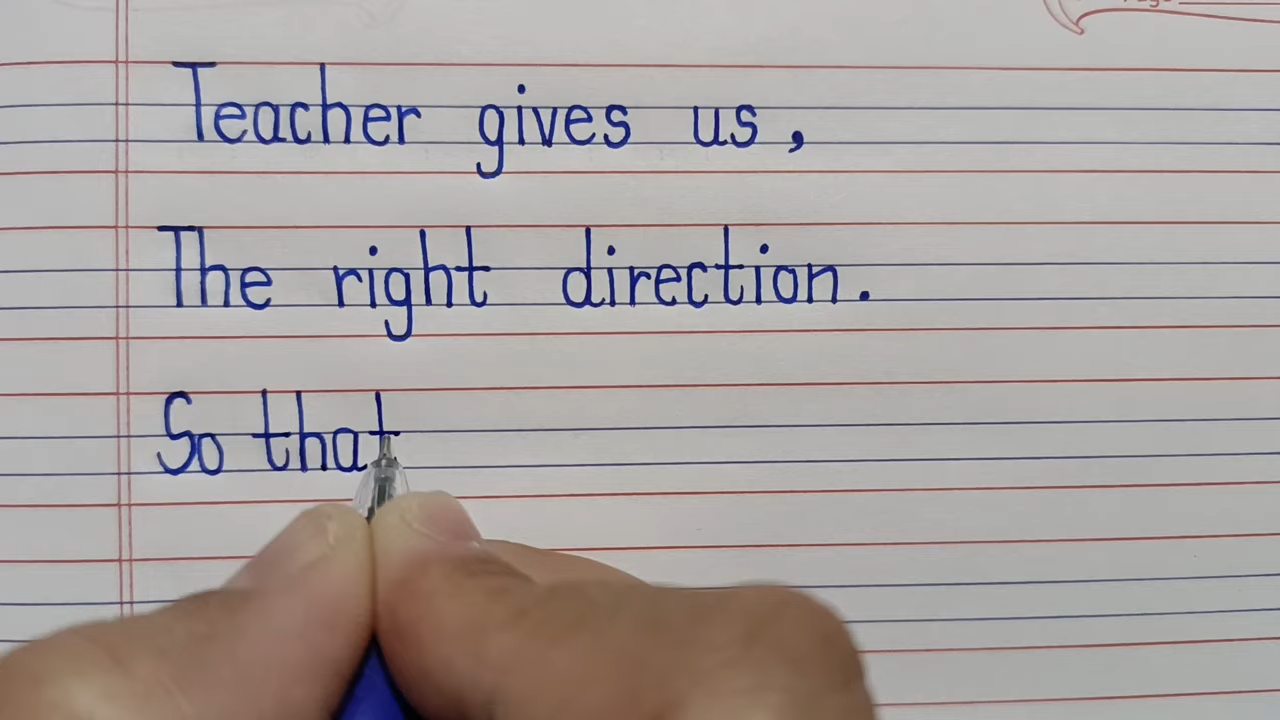 Teacher gives us,
The right direction.
So that